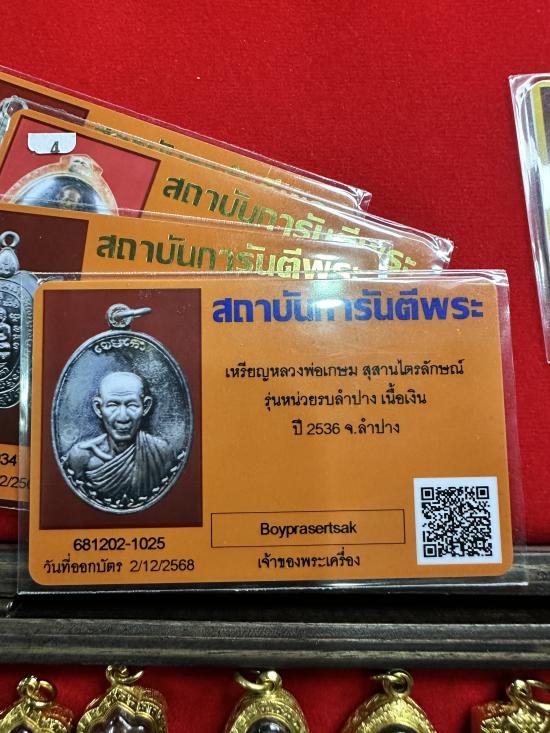 4
สถาบันการันตีพระ
สถาบันการันตีพระ
สถาบันการันตีพระ
เหรียญหลวงพ่อเกษม สุสานไตรลักษณ์
รุ่นหน่วยรบลำปาง เนื้อเงิน
ปี 2536 จ.ลำปาง
Boyprasertsak
เจ้าของพระเครื่อง
681202-1025
วันที่ออกบัตร 2/12/2568